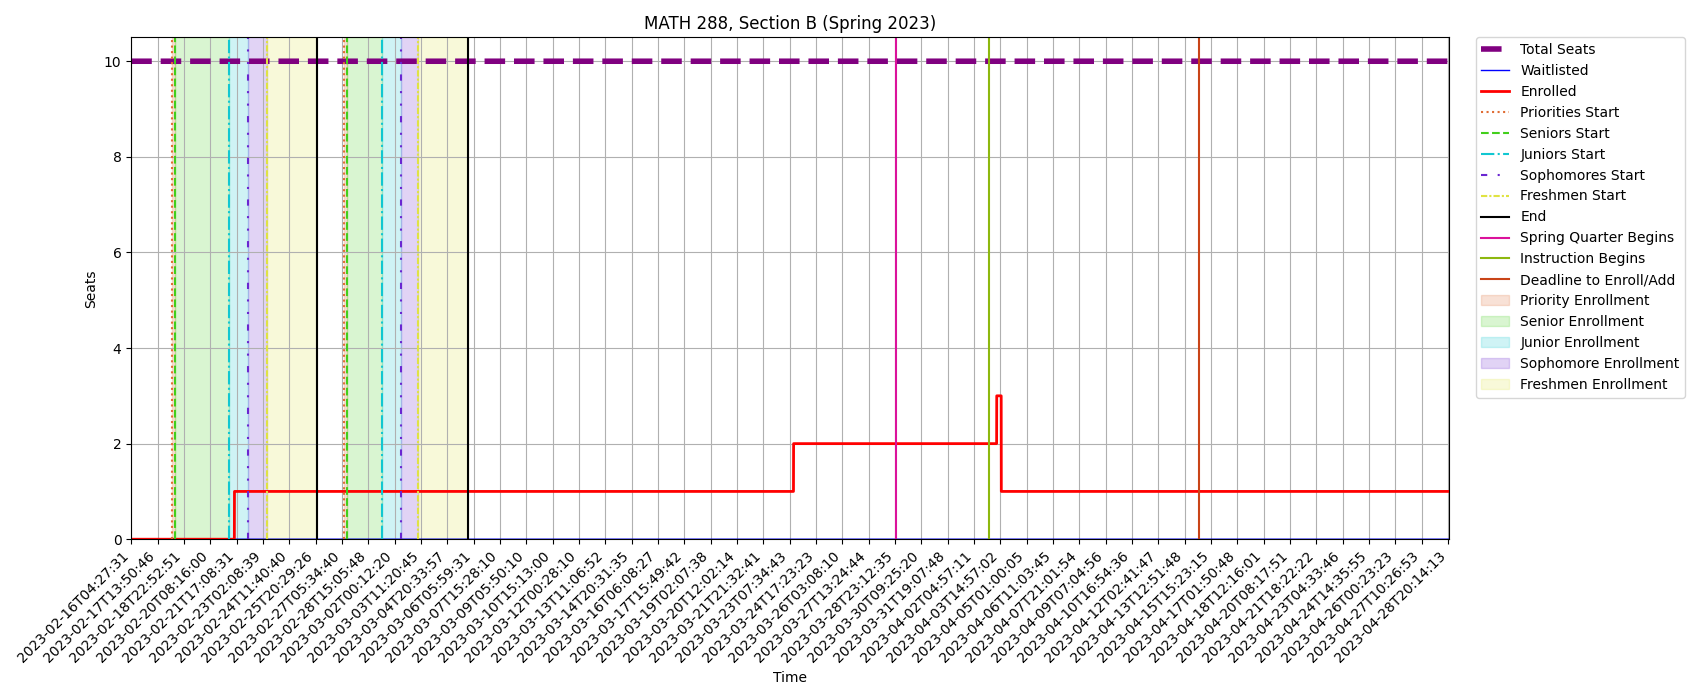 MATH 288, Section B (Spring 2023)
10
8
6
4
2
0
Seats
2023-02-16T04:27:31
2023-02-17T13:50:46
2023-02-18T22:52:51
2023-02-20T08:16:00
2023-02-21T17:08:31
2023-02-23T02:08:39
2023-02-24T11:40:40
2023-02-25T20:29:26
2023-02-27T05:34:40
2023-02-28T15:05:48
2023-03-02T00:12:20
2023-03-03T11:20:45
2023-03-04T20:33:57
2023-03-06T05:59:31
2023-03-07T15:28:10
2023-03-09T05:50:10
2023-03-10T15:13:00
2023-03-12T00:28:10
2023-03-13T11:06:52
2023-03-14T20:31:35
2023-03-16T06:08:27
2023-03-17T15:49:42
2023-03-19T02:07:38
2023-03-20T12:02:14
2023-03-21T21:32:41
2023-03-23T07:34:43
2023-03-24T17:23:23
2023-03-26T03:08:10
2023-03-27T13:24:44
2023-03-28T23:12:35
2023-03-30T09:25:20
2023-03-31T19:07:48
2023-04-02T04:57:11
2023-04-03T14:57:02
2023-04-05T01:00:05
2023-04-06T11:03:45
2023-04-07T21:01:54
2023-04-09T07:04:56
2023-04-10T16:54:36
2023-04-12T02:41:47
2023-04-13T12:51:48
2023-04-15T15:23:15
2023-04-17T01:50:48
2023-04-18T12:16:01
2023-04-20T08:17:51
2023-04-21T18:22:22
2023-04-23T04:33:46
2023-04-24T14:35:55
2023-04-26T00:23:23
2023-04-27T10:26:53
2023-04-28T20:14:13
Time
Total Seats
Waitlisted
Enrolled
Priorities Start
Seniors Start
Juniors Start
Sophomores Start
Freshmen Start
End
Spring Quarter Begins
Instruction Begins
Deadline to Enroll/Add
Priority Enrollment
Senior Enrollment
Junior Enrollment
Sophomore Enrollment
Freshmen Enrollment